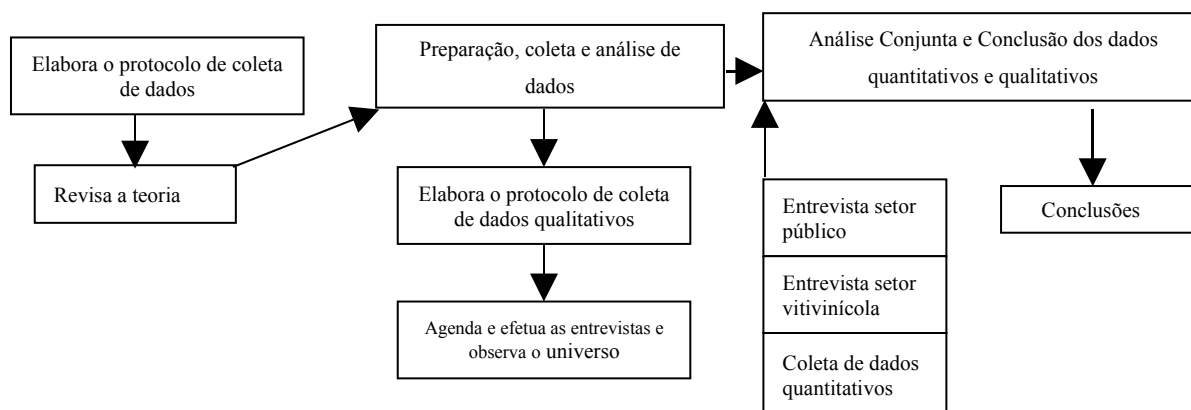 Elabora o protocolo de coleta
de dados
Revisa a teoria
Preparação, coleta e análise de
dados
Elabora o protocolo de coleta
de dados qualitativos
Agenda e efetua as entrevistas e
observa o universo
Análise Conjunta e Conclusão dos dados
quantitativos e qualitativos
Entrevista setor
público
Entrevista setor
vitivinícola
Coleta de dados
quantitativos
Conclusões